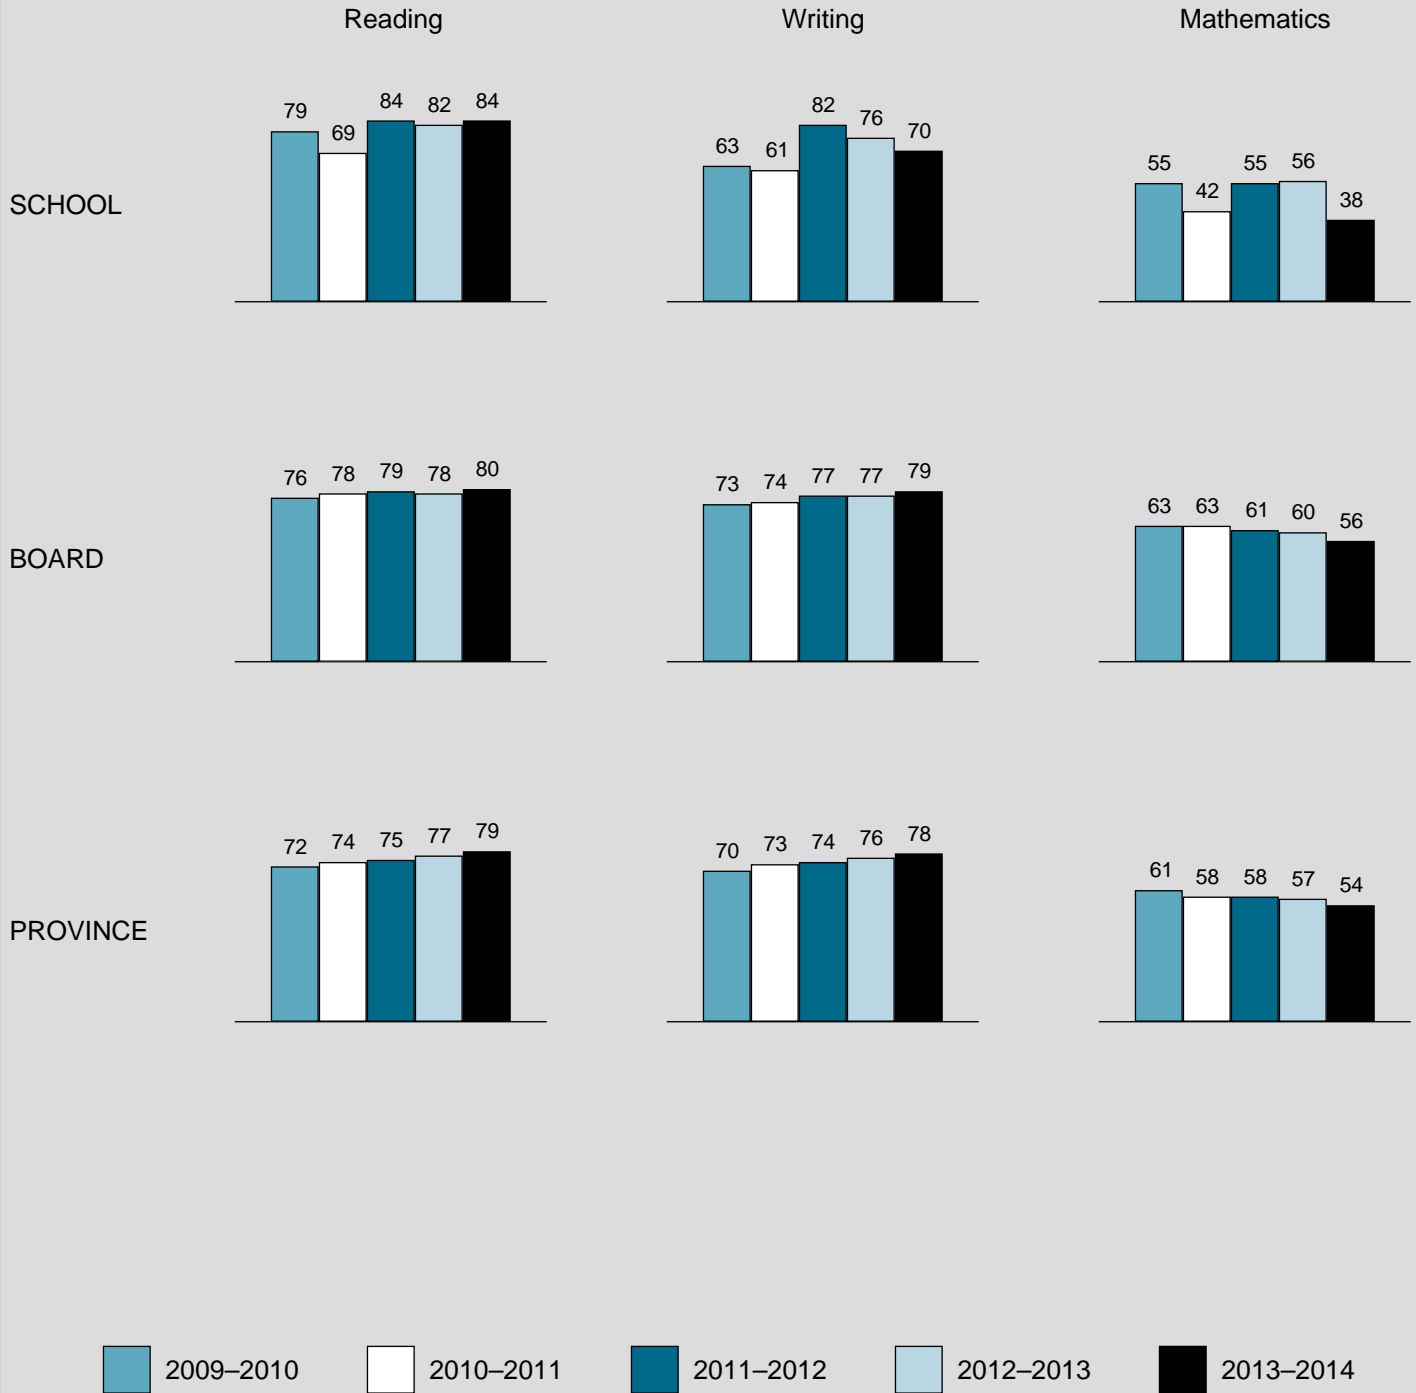 Reading Writing Mathematics
SCHOOL
79 69 84 82 84
63 61 82 76 70
55 42 55 56 38
BOARD
76 78 79 78 80
73 74 77 77 79
63 63 61 60 56
PROVINCE
72 74 75 77 79
70 73 74 76 78
61 58 58 57 54
2009–2010 2010–2011 2011–2012 2012–2013 2013–2014